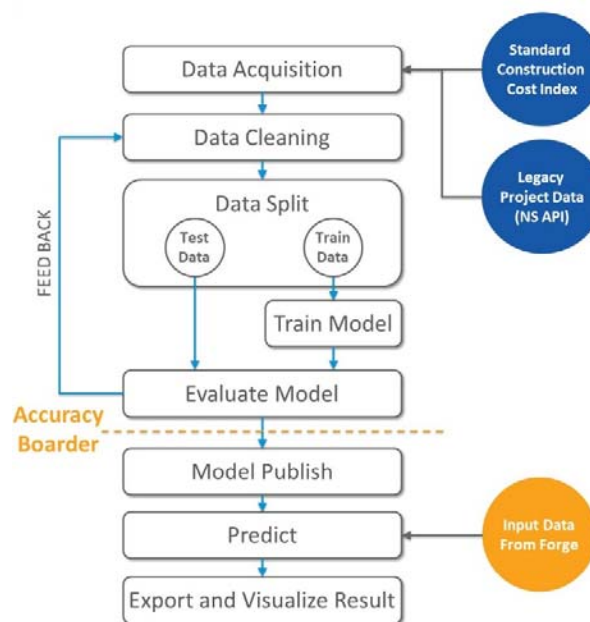 Data Acquisition
Standard
Construction
Cost Index
Data Cleaning
Legacy
Project Data
(NS API)
Data Split
Test
Data
Train
Data
FEED BACK
Train Model
Evaluate Model
Accuracy
Boarder
Model Publish
Predict
Input Data
From Forge
Export and Visualize Result